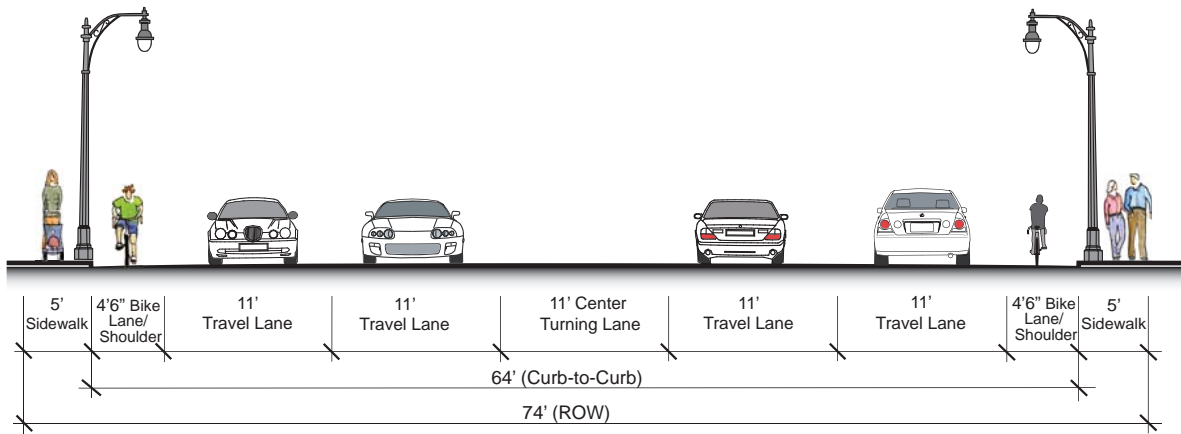 5’
Sidewalk
4’6” Bike
Lane/
Shoulder
11’
Travel Lane
11’
Travel Lane
11’ Center
Turning Lane
11’
Travel Lane
11’
Travel Lane
4’6” Bike
Lane/
Shoulder
5’
Sidewalk
64’ (Curb-to-Curb)
74’ (ROW)